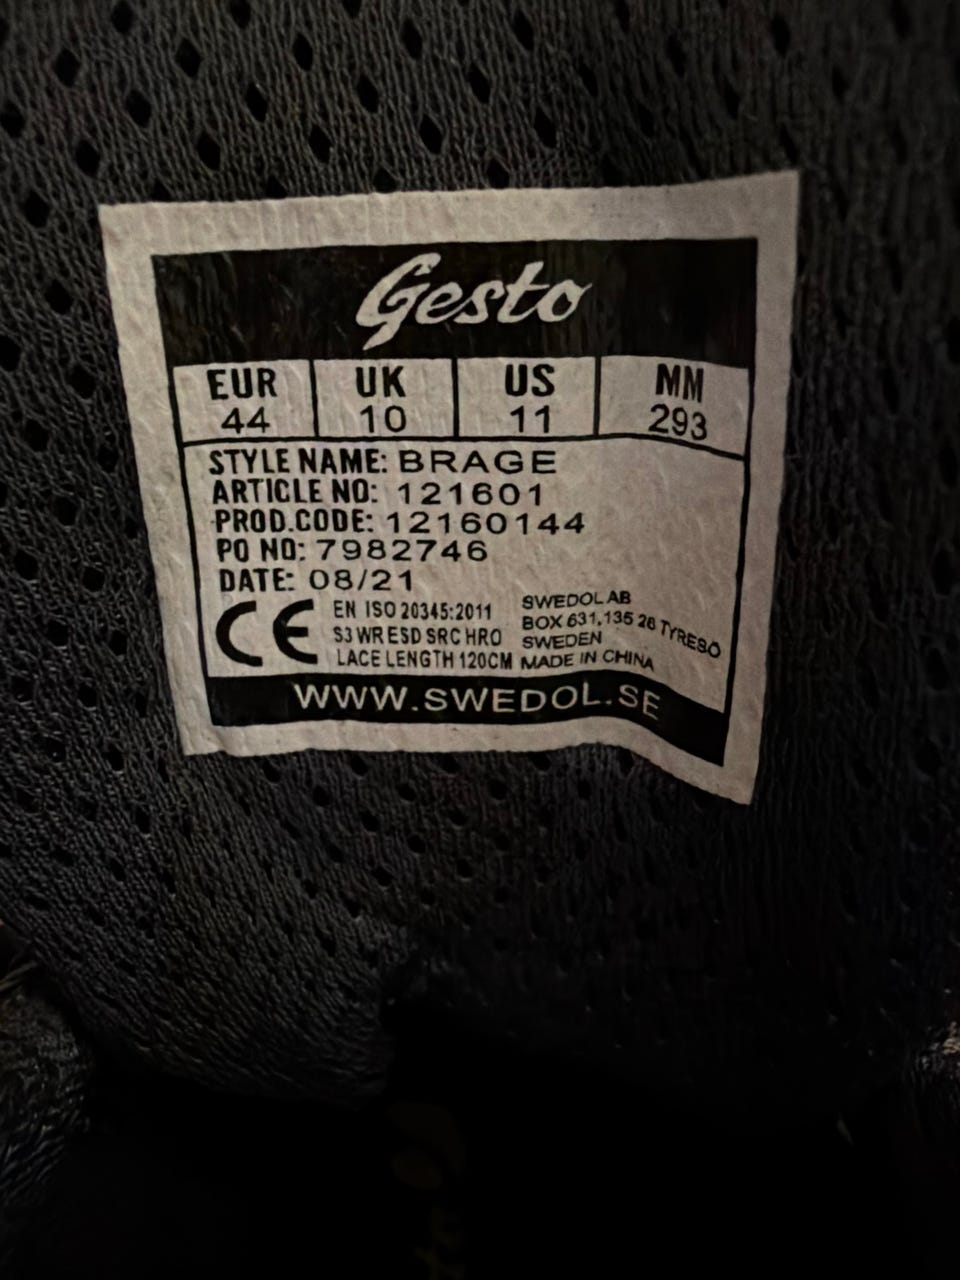 Gesto
EUR UK US MM
44 10 11 293
STYLE NAME: BRAGE
ARTICLE NO: 121601
PROD.CODE: 12160144
PO NO: 7982746
DATE: 08/21
CE
EN ISO 20345:2011
S3 WR ESD SRC HRO
LACE LENGTH 120CM
SWEDOL AB
BOX 631,135 26 TYRESÖ
SWEDEN
MADE IN CHINA
WWW.SWEDOL.SE